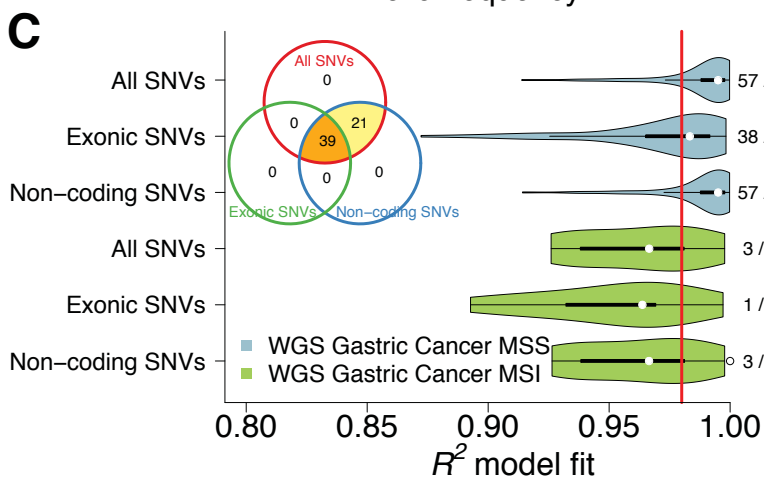 C
All SNVs
Exonic SNVs
Non−coding SNVs
All SNVs
Exonic SNVs
Non−coding SNVs
All SNVs
0
0
21
39
0
0
0
Exonic SNVs
Non−coding SNVs
57 /
38 /
57 /
3 /
1 /
3 /
WGS Gastric Cancer MSS
WGS Gastric Cancer MSI
0.80 0.85 0.90 0.95 1.00
R² model fit